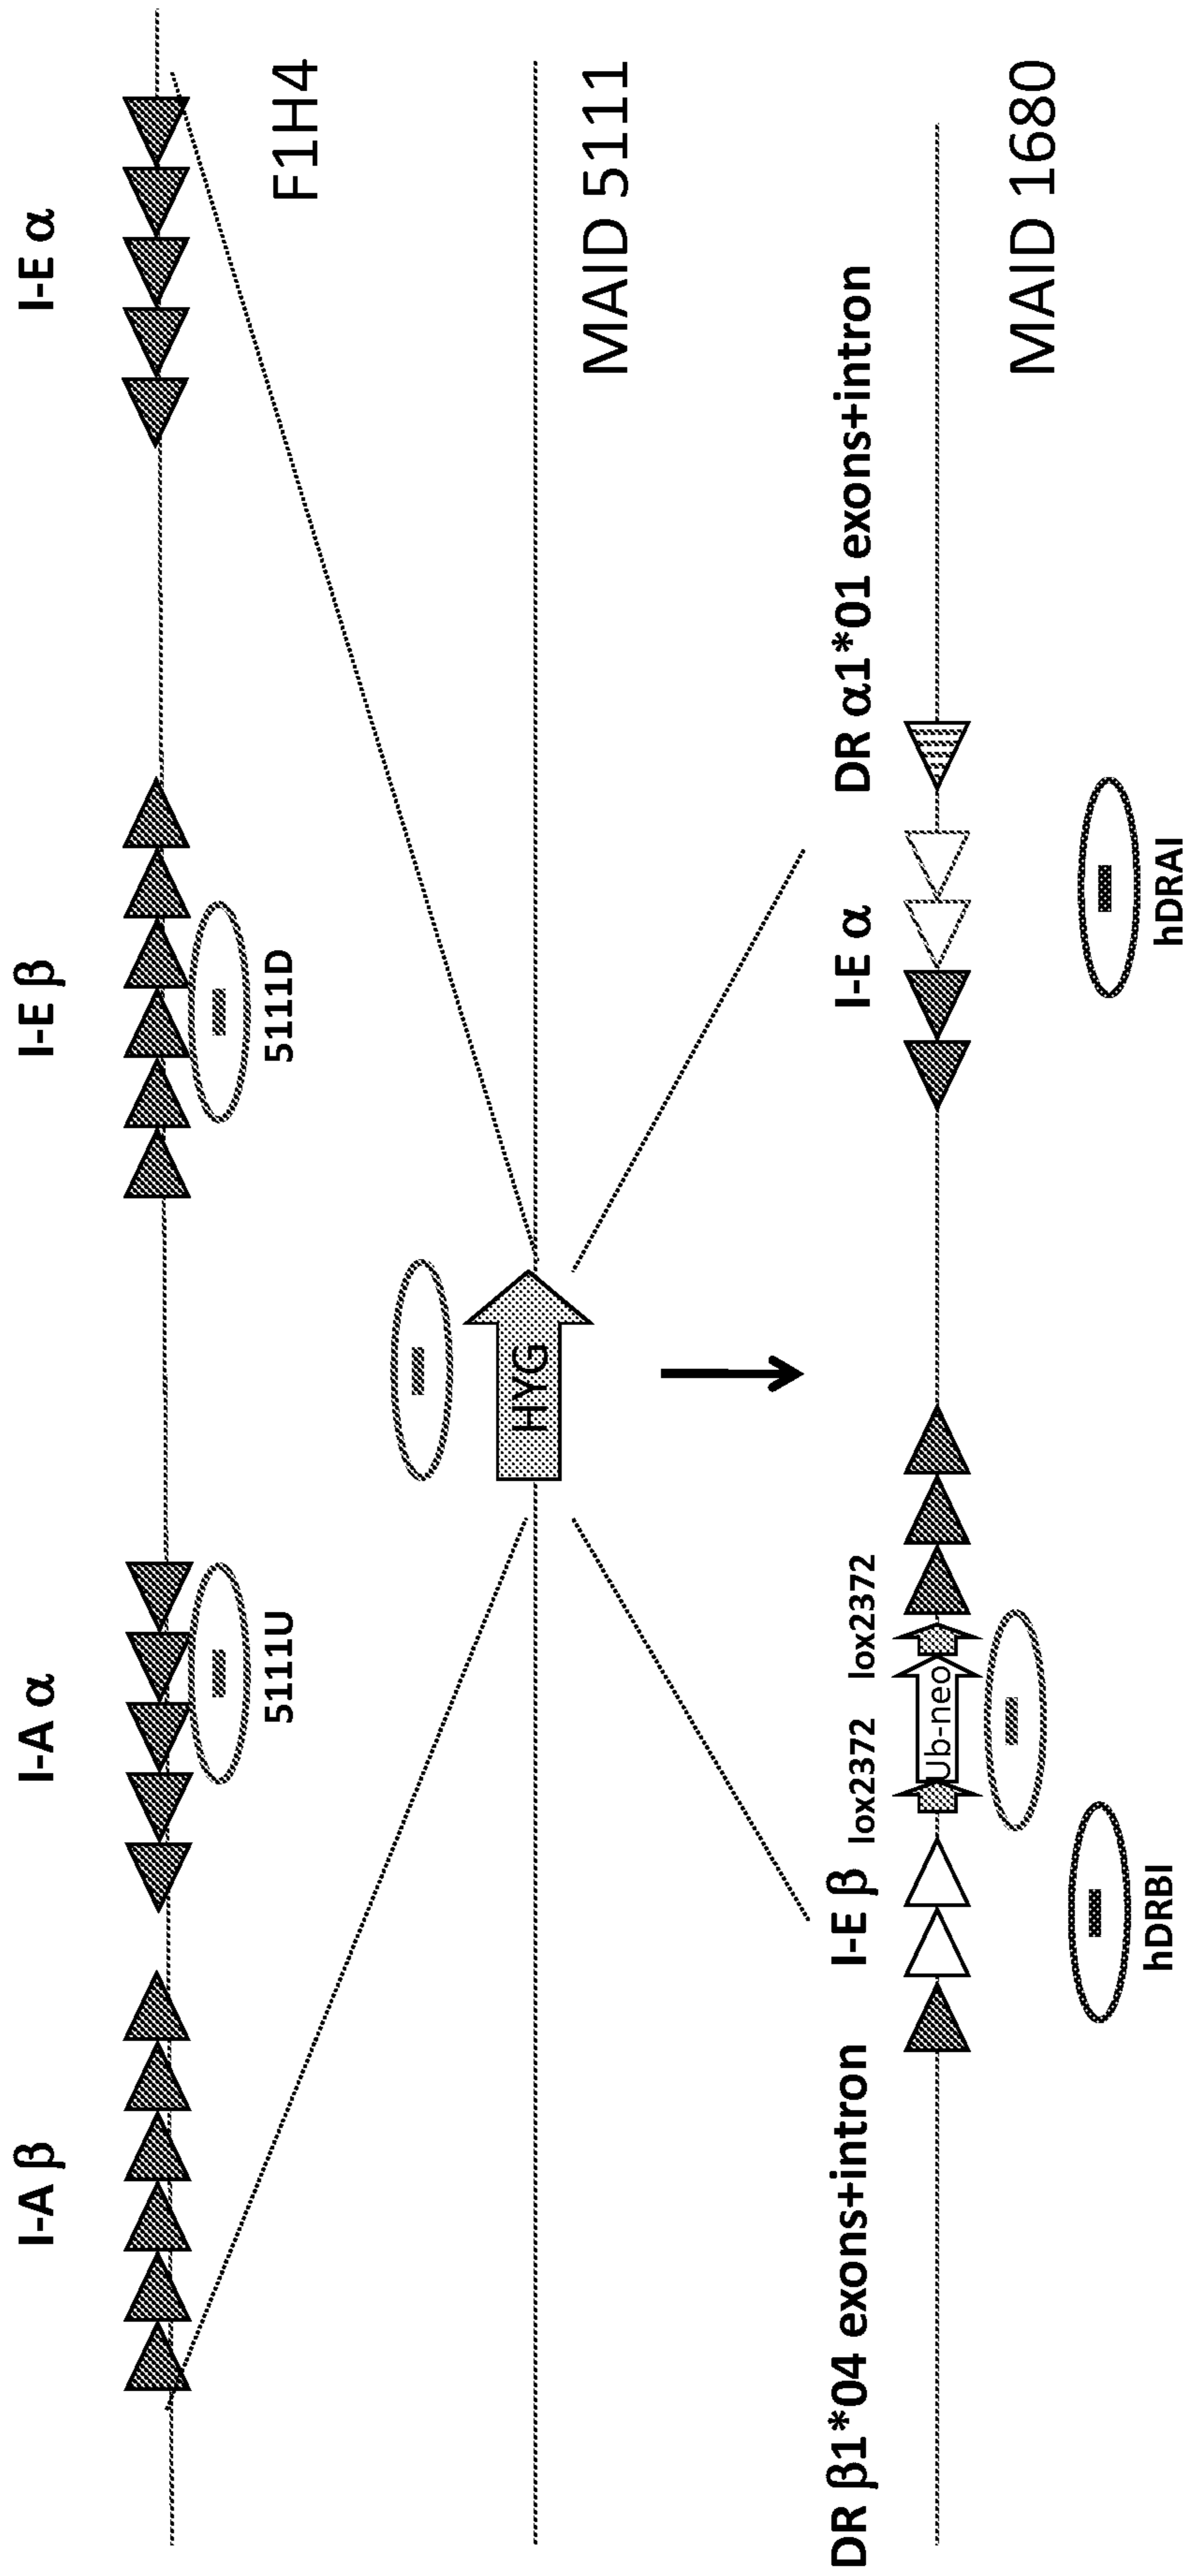 I-A β
I-A α
I-E β
I-E α
5111U
5111D
F1H4
HYG
MAID 5111
DR β1*04 exons+intron
I-E β
lox2372
lox2372
I-E α
DR α1*01 exons+intron
Ub-neo
MAID 1680
hDRBI
hDRAI